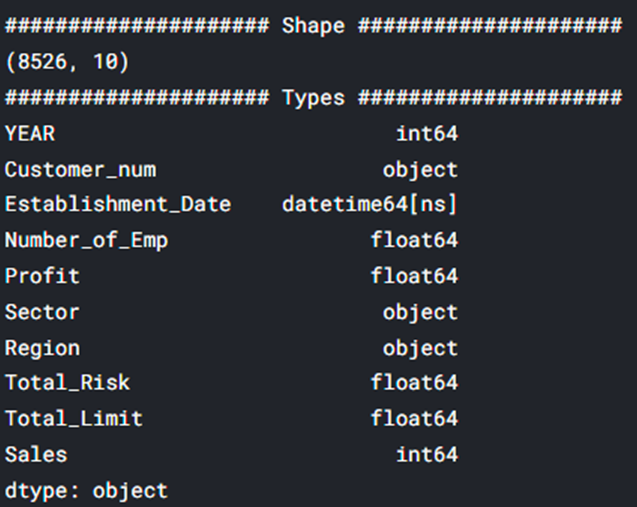 ##################### Shape #####################
(8526, 10)
##################### Types #####################
YEAR int64
Customer_num object
Establishment_Date datetime64[ns]
Number_of_Emp float64
Profit float64
Sector object
Region object
Total_Risk float64
Total_Limit float64
Sales int64
dtype: object